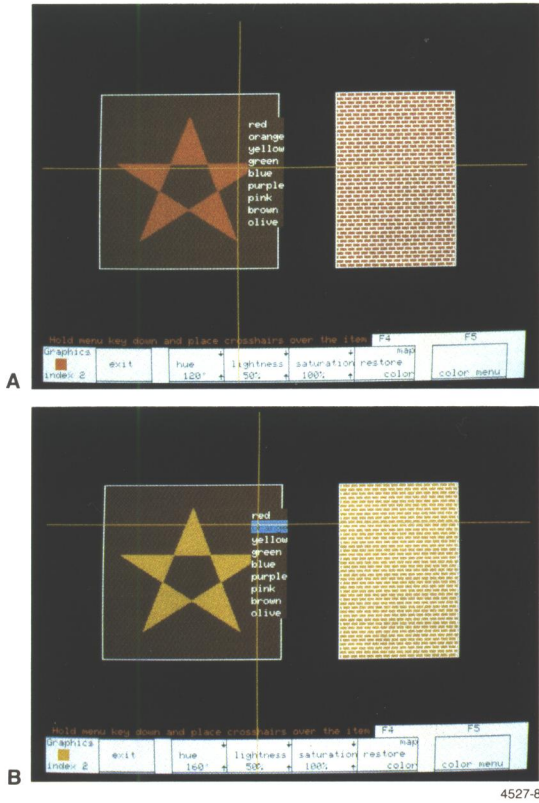 red
orange
yellow
green
blue
purple
pink
brown
olive
Hold menu key down and place crosshairs over the item
F4
F5
Graphics
index 2
exit
hue
120°
lightness
50%
saturation
100%
map
restore
color
color menu
A
red
yellow
green
blue
purple
pink
brown
olive
Hold menu key down and place crosshairs over the item
F4
F5
Graphics
index 2
exit
hue
160°
lightness
50%
saturation
100%
map
restore
color
color menu
B
4527-8